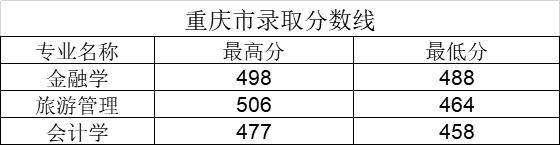 重庆市录取分数线
专业名称 最高分 最低分
金融学 498 488
旅游管理 506 464
会计学 477 458